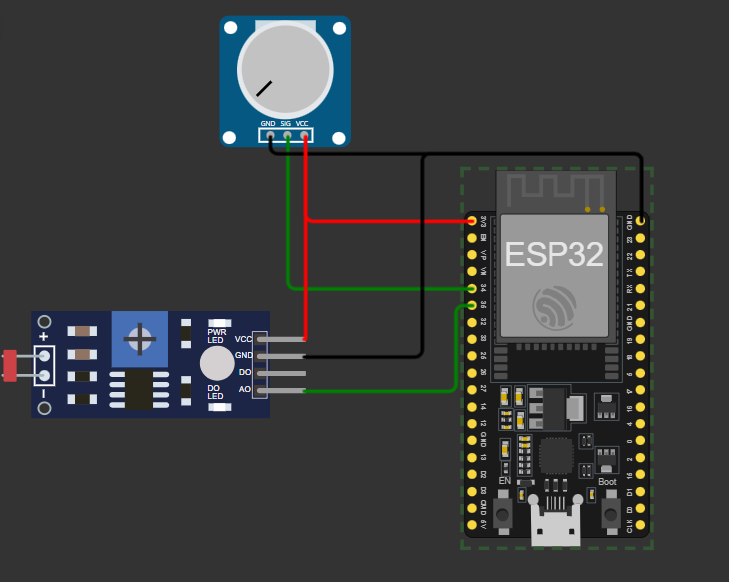 GND SIG VCC
ESP32
3V3
EN
VP
VN
34
35
32
33
25
26
27
14
12
GND
13
D2
D3
CMD
5V
GND
23
22
TX
RX
21
GND
19
18
5
17
16
4
0
2
15
D1
D0
CLK
EN
Boot
+
−
PWR
LED
DO
LED
VCC
GND
DO
AO